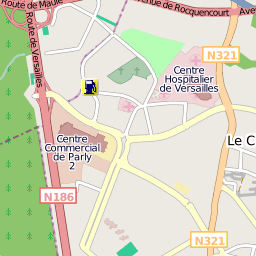 Route de Maule
Avenue de Rocquencourt
Ave
Route de Versailles
N321
Centre
Hospitalier
de Versailles
Centre
Commercial
de Parly
2
Le C
N186
N321